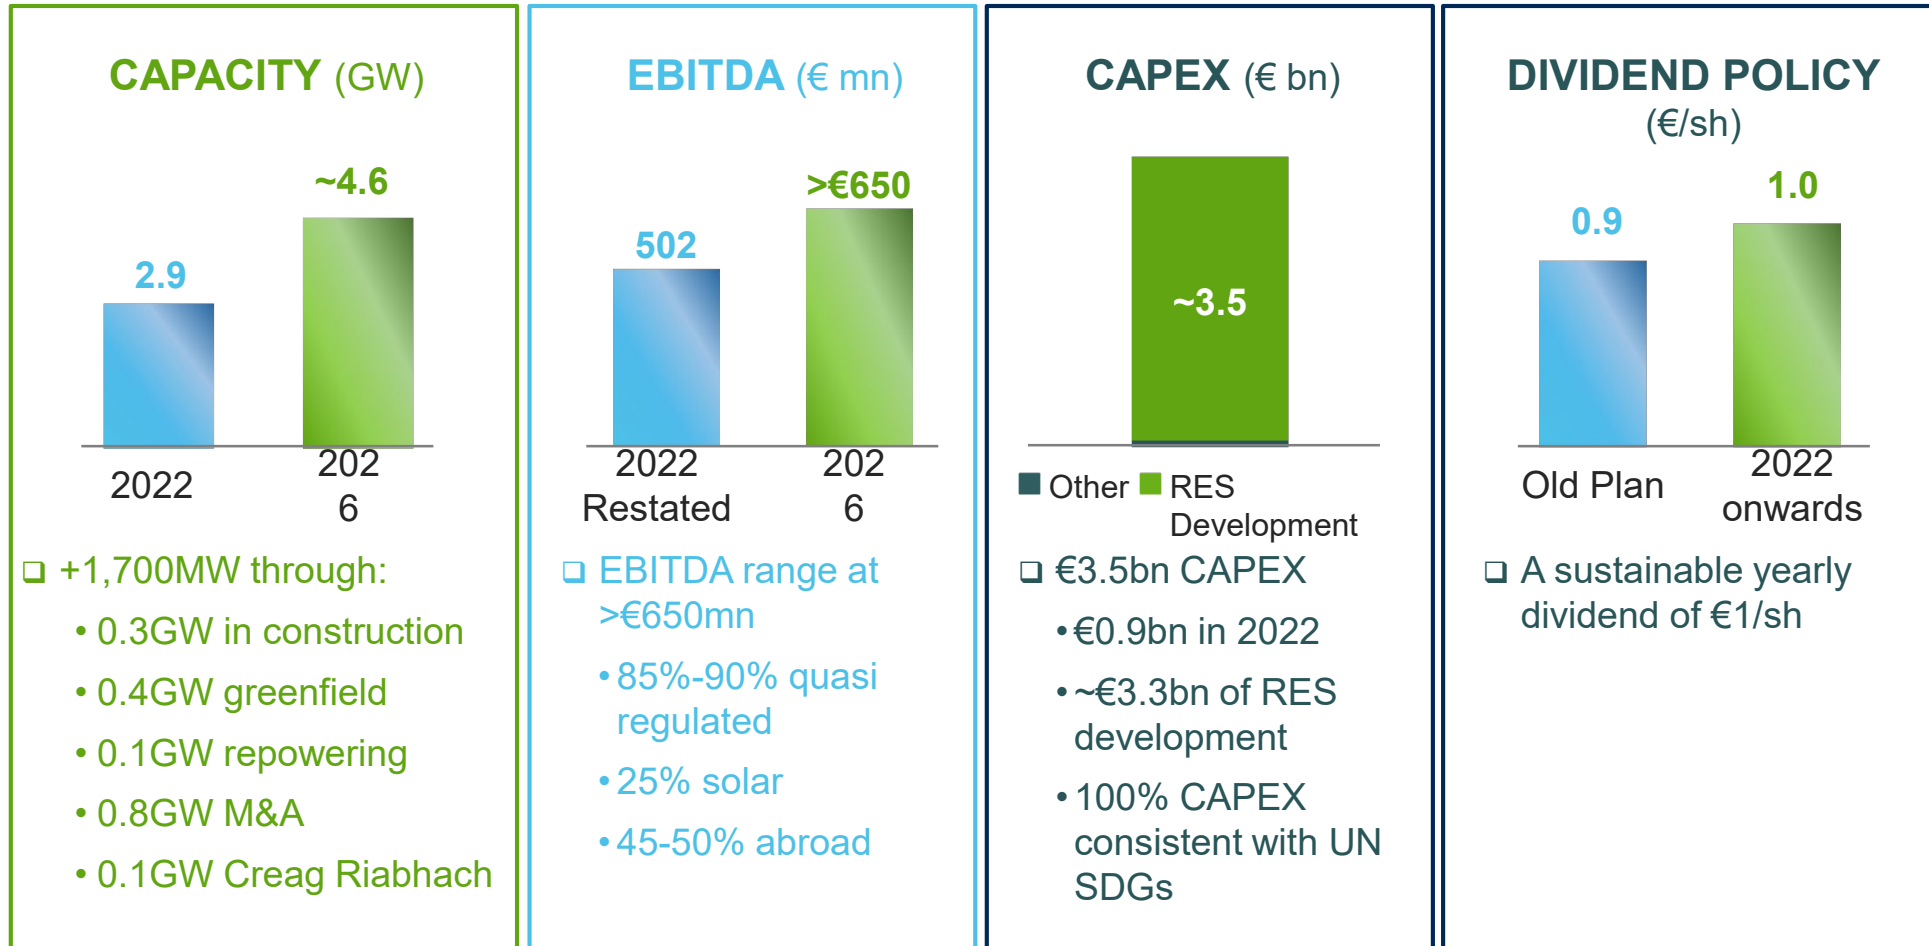 CAPACITY (GW)
~4.6
2.9
2022
202
6
❑ +1,700MW through:
• 0.3GW in construction
• 0.4GW greenfield
• 0.1GW repowering
• 0.8GW M&A
• 0.1GW Creag Riabhach
EBITDA (€ mn)
>€650
502
2022
Restated
202
6
❑ EBITDA range at
>€650mn
• 85%-90% quasi
regulated
• 25% solar
• 45-50% abroad
CAPEX (€ bn)
~3.5
Other
RES
Development
❑ €3.5bn CAPEX
• €0.9bn in 2022
• ~€3.3bn of RES
development
• 100% CAPEX
consistent with UN
SDGs
DIVIDEND POLICY
(€/sh)
1.0
0.9
Old Plan
2022
onwards
❑ A sustainable yearly
dividend of €1/sh